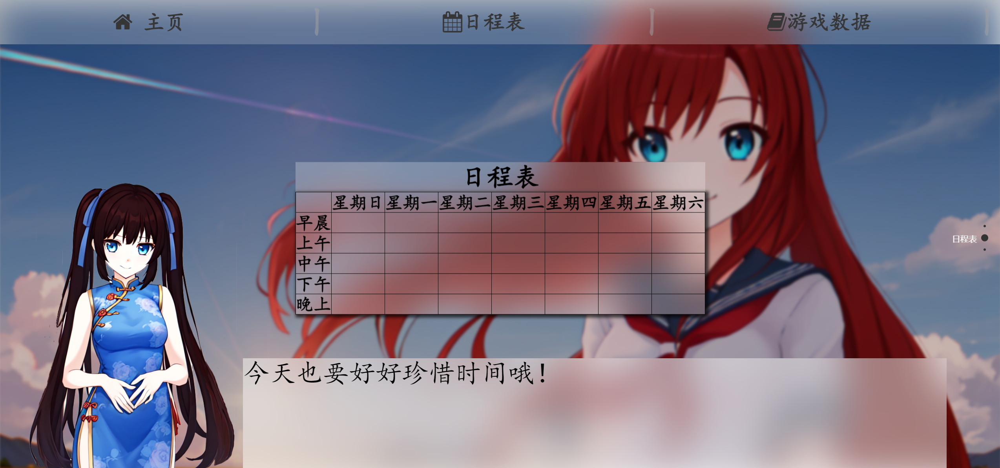 主页 日程表 游戏数据
日程表
星期日 星期一 星期二 星期三 星期四 星期五 星期六
早晨
上午
中午
下午
晚上
日程表
今天也要好好珍惜时间哦！